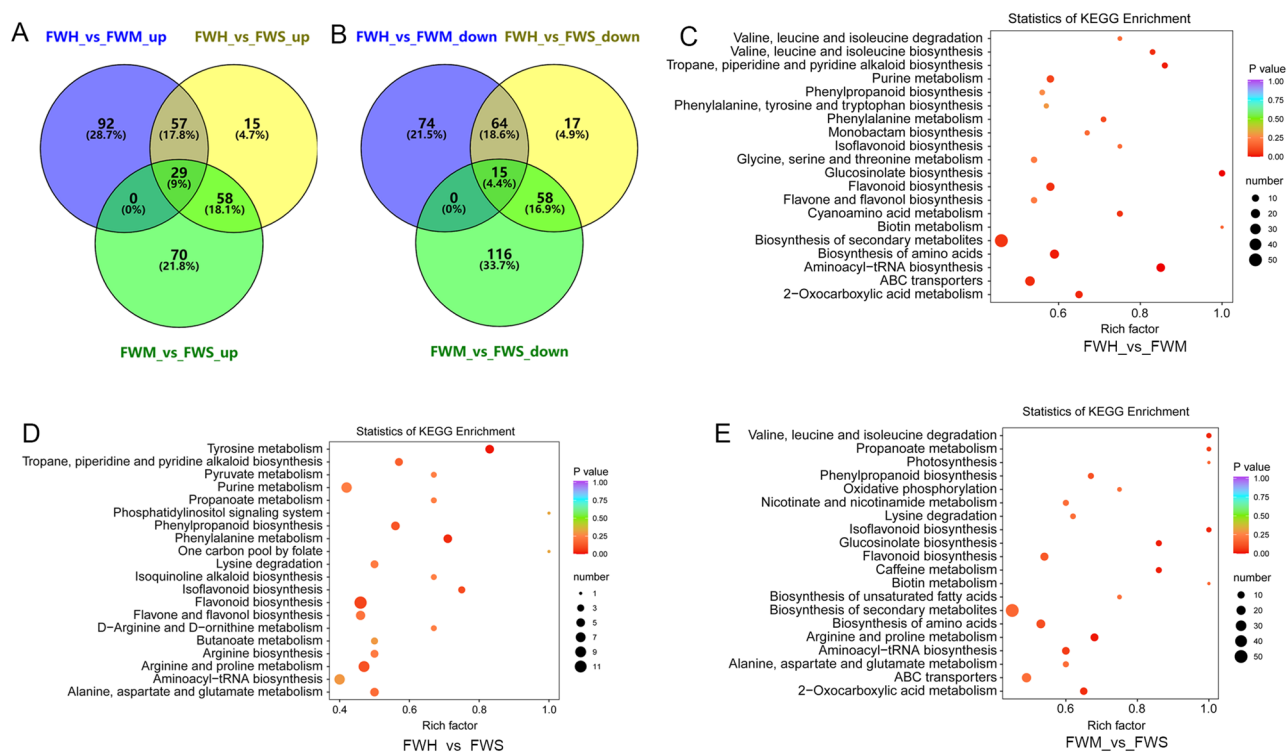 A
FWH_vs_FWM_up
FWH_vs_FWS_up
92
(28.7%)
57
(17.8%)
15
(4.7%)
29
(9%)
0
(0%)
58
(18.1%)
70
(21.8%)
FWM_vs_FWS_up
B
FWH_vs_FWM_down
FWH_vs_FWS_down
74
(21.5%)
64
(18.6%)
17
(4.9%)
15
(4.4%)
0
(0%)
58
(16.9%)
116
(33.7%)
FWM_vs_FWS_down
C
Statistics of KEGG Enrichment
Valine, leucine and isoleucine degradation
Valine, leucine and isoleucine biosynthesis
Tropane, piperidine and pyridine alkaloid biosynthesis
Purine metabolism
Phenylpropanoid biosynthesis
Phenylalanine, tyrosine and tryptophan biosynthesis
Phenylalanine metabolism
Monobactam biosynthesis
Isoflavonoid biosynthesis
Glycine, serine and threonine metabolism
Glucosinolate biosynthesis
Flavonoid biosynthesis
Flavone and flavonol biosynthesis
Cyanoamino acid metabolism
Biotin metabolism
Biosynthesis of secondary metabolites
Biosynthesis of amino acids
Aminoacyl−tRNA biosynthesis
ABC transporters
2−Oxocarboxylic acid metabolism
0.6 0.8 1.0
Rich factor
FWH_vs_FWM
P value
1.00
0.75
0.50
0.25
0.00
number
10
20
30
40
50
D
Statistics of KEGG Enrichment
Tyrosine metabolism
Tropane, piperidine and pyridine alkaloid biosynthesis
Pyruvate metabolism
Purine metabolism
Propanoate metabolism
Phosphatidylinositol signaling system
Phenylpropanoid biosynthesis
Phenylalanine metabolism
One carbon pool by folate
Lysine degradation
Isoquinoline alkaloid biosynthesis
Isoflavonoid biosynthesis
Flavonoid biosynthesis
Flavone and flavonol biosynthesis
D−Arginine and D−ornithine metabolism
Butanoate metabolism
Arginine biosynthesis
Arginine and proline metabolism
Aminoacyl−tRNA biosynthesis
Alanine, aspartate and glutamate metabolism
0.4 0.6 0.8 1.0
Rich factor
FWH_vs_FWS
P value
1.00
0.75
0.50
0.25
0.00
number
1
3
5
7
9
11
E
Statistics of KEGG Enrichment
Valine, leucine and isoleucine degradation
Propanoate metabolism
Photosynthesis
Phenylpropanoid biosynthesis
Oxidative phosphorylation
Nicotinate and nicotinamide metabolism
Lysine degradation
Isoflavonoid biosynthesis
Glucosinolate biosynthesis
Flavonoid biosynthesis
Caffeine metabolism
Biotin metabolism
Biosynthesis of unsaturated fatty acids
Biosynthesis of secondary metabolites
Biosynthesis of amino acids
Arginine and proline metabolism
Aminoacyl−tRNA biosynthesis
Alanine, aspartate and glutamate metabolism
ABC transporters
2−Oxocarboxylic acid metabolism
0.6 0.8 1.0
Rich factor
FWM_vs_FWS
P value
1.00
0.75
0.50
0.25
0.00
number
10
20
30
40
50